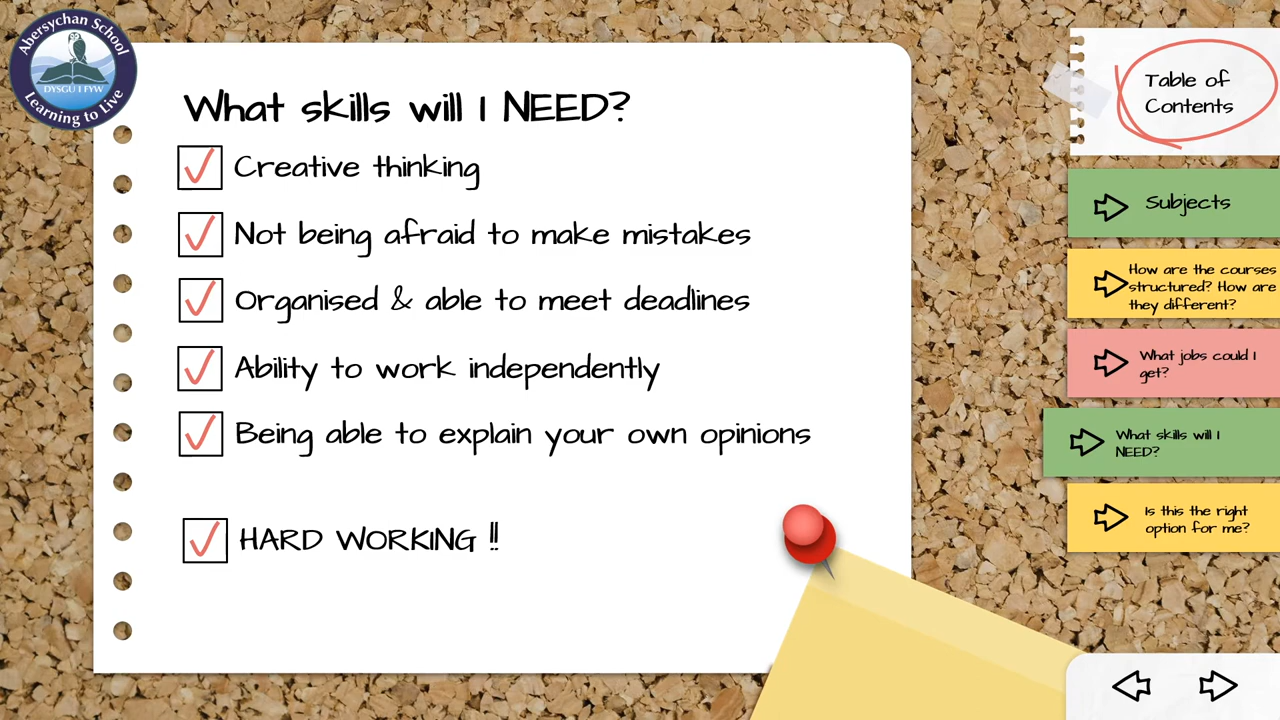 Abersychan School
DYSGU I FYW
Learning to Live
What skills will I NEED?
Creative thinking
Not being afraid to make mistakes
Organised & able to meet deadlines
Ability to work independently
Being able to explain your own opinions
HARD WORKING !!
Table of
Contents
Subjects
How are the courses
structured? How are
they different?
What jobs could I
get?
What skills will I
NEED?
Is this the right
option for me?